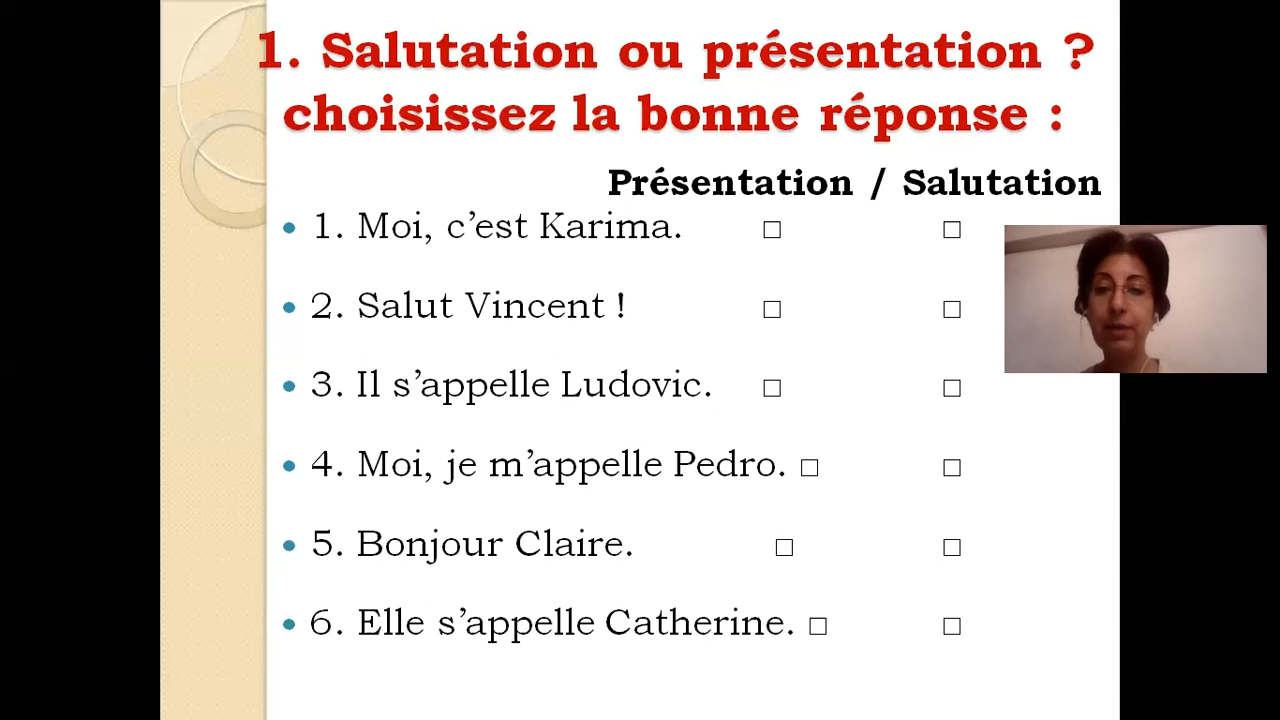 1. Salutation ou présentation ?
choisissez la bonne réponse :
Présentation / Salutation
1. Moi, c’est Karima. □ □
2. Salut Vincent ! □ □
3. Il s’appelle Ludovic. □ □
4. Moi, je m’appelle Pedro. □ □
5. Bonjour Claire. □ □
6. Elle s’appelle Catherine. □ □